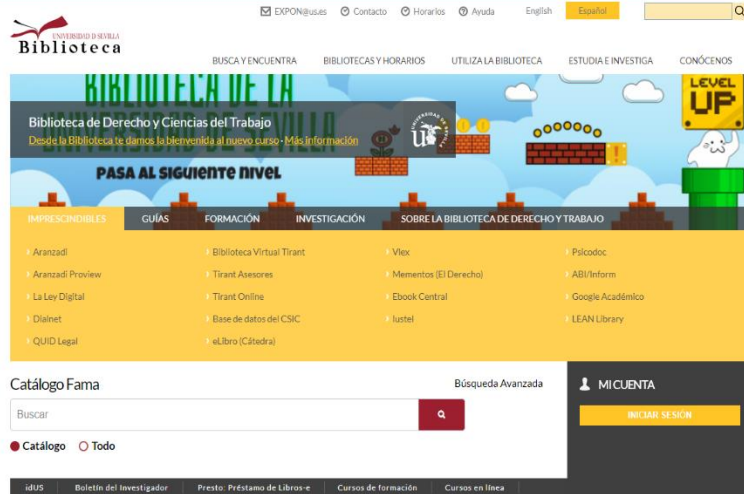 EXPON@us.es Contacto Horarios Ayuda English Español
UNIVERSIDAD D SEVILLA
Biblioteca
BUSCA Y ENCUENTRA BIBLIOTECAS Y HORARIOS UTILIZA LA BIBLIOTECA ESTUDIA E INVESTIGA CONÓCENOS
BIBLIOTECA DE LA
UNIVERSIDAD DE SEVILLA
LEVEL
UP
Biblioteca de Derecho y Ciencias del Trabajo
Desde la Biblioteca te damos la bienvenida al nuevo curso - Más información
PASA AL SIGUIENTE NIVEL
IMPRESCINDIBLES GUÍAS FORMACIÓN INVESTIGACIÓN SOBRE LA BIBLIOTECA DE DERECHO Y TRABAJO
Aranzadi Biblioteca Virtual Tirant Vlex Psicodoc
Aranzadi Proview Tirant Asesores Mementos (El Derecho) ABI/Inform
La Ley Digital Tirant Online Ebook Central Google Académico
Dialnet Base de datos del CSIC Iustel LEAN Library
QUID Legal eLibro (Cátedra)
Catálogo Fama Búsqueda Avanzada
MI CUENTA
Buscar
INICIAR SESIÓN
Catálogo Todo
idUS Boletín del Investigador Presto: Préstamo de Libros-e Cursos de formación Cursos en línea